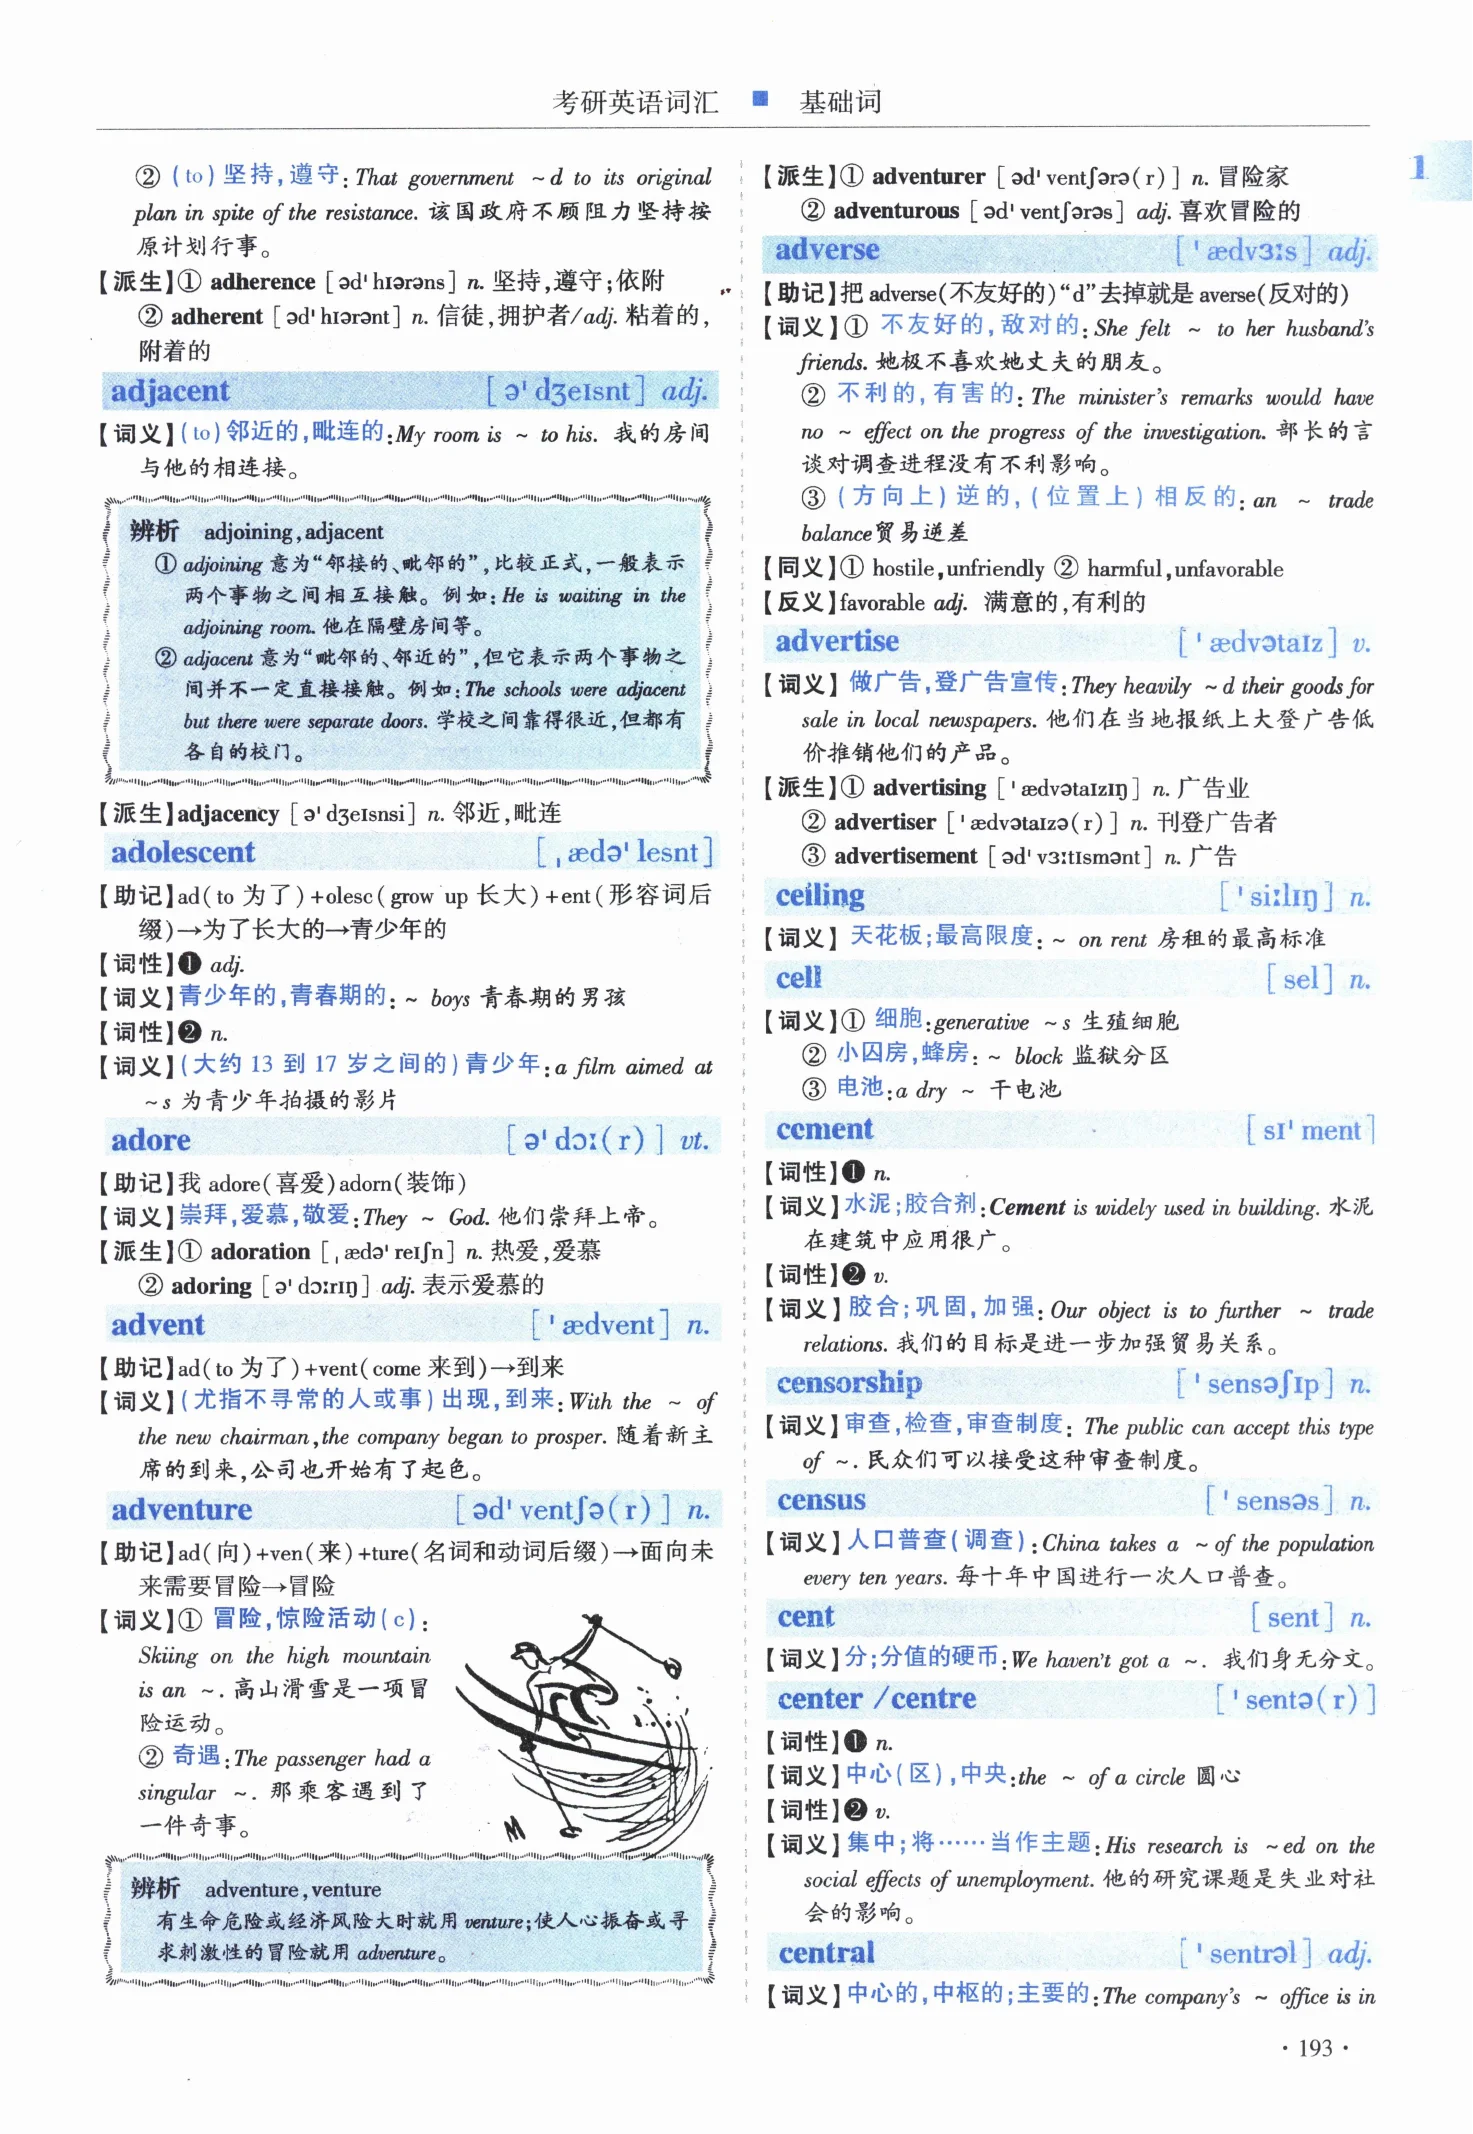 考研英语词汇 ■ 基础词
1
② (to)坚持,遵守:That government ~d to its original
plan in spite of the resistance. 该国政府不顾阻力坚持按
原计划行事。
【派生】① adherence [əd'hɪərəns] n. 坚持,遵守;依附
② adherent [əd'hɪərənt] n. 信徒,拥护者/adj. 粘着的,
附着的
adjacent [ə'dʒeɪsnt] adj.
【词义】(to)邻近的,毗连的:My room is ~ to his. 我的房间
与他的相连接。
辨析 adjoining,adjacent
① adjoining 意为“邻接的、毗邻的”,比较正式,一般表示
两个事物之间相互接触。例如:He is waiting in the
adjoining room. 他在隔壁房间等。
② adjacent 意为“毗邻的、邻近的”,但它表示两个事物之
间并不一定直接接触。例如:The schools were adjacent
but there were separate doors. 学校之间靠得很近,但都有
各自的校门。
【派生】adjacency [ə'dʒeɪsnsi] n. 邻近,毗连
adolescent [ˌædə'lesnt]
【助记】ad(to 为了)+olesc(grow up 长大)+ent(形容词后
缀)→为了长大的→青少年的
【词性】❶ adj.
【词义】青少年的,青春期的:~ boys 青春期的男孩
【词性】❷ n.
【词义】(大约 13 到 17 岁之间的)青少年:a film aimed at
~s 为青少年拍摄的影片
adore [ə'dɔː(r)] vt.
【助记】我 adore(喜爱)adorn(装饰)
【词义】崇拜,爱慕,敬爱:They ~ God. 他们崇拜上帝。
【派生】① adoration [ˌædə'reɪʃn] n. 热爱,爱慕
② adoring [ə'dɔːrɪŋ] adj. 表示爱慕的
advent ['ædvent] n.
【助记】ad(to 为了)+vent(come 来到)→到来
【词义】(尤指不寻常的人或事)出现,到来:With the ~ of
the new chairman,the company began to prosper. 随着新主
席的到来,公司也开始有了起色。
adventure [əd'ventʃə(r)] n.
【助记】ad(向)+ven(来)+ture(名词和动词后缀)→面向未
来需要冒险→冒险
【词义】① 冒险,惊险活动(c):
Skiing on the high mountain
is an ~. 高山滑雪是一项冒
险运动。
② 奇遇:The passenger had a
singular ~. 那乘客遇到了
一件奇事。
辨析 adventure,venture
有生命危险或经济风险大时就用 venture;使人心振奋或寻
求刺激性的冒险就用 adventure。
【派生】① adventurer [əd'ventʃərə(r)] n. 冒险家
② adventurous [əd'ventʃərəs] adj. 喜欢冒险的
adverse ['ædvɜːs] adj.
【助记】把 adverse(不友好的)“d”去掉就是 averse(反对的)
【词义】① 不友好的,敌对的:She felt ~ to her husband's
friends. 她极不喜欢她丈夫的朋友。
② 不利的,有害的:The minister's remarks would have
no ~ effect on the progress of the investigation. 部长的言
谈对调查进程没有不利影响。
③ (方向上)逆的,(位置上)相反的:an ~ trade
balance贸易逆差
【同义】① hostile,unfriendly ② harmful,unfavorable
【反义】favorable adj. 满意的,有利的
advertise ['ædvətaɪz] v.
【词义】做广告,登广告宣传:They heavily ~d their goods for
sale in local newspapers. 他们在当地报纸上大登广告低
价推销他们的产品。
【派生】① advertising ['ædvətaɪzɪŋ] n. 广告业
② advertiser ['ædvətaɪzə(r)] n. 刊登广告者
③ advertisement [əd'vɜːtɪsmənt] n. 广告
ceiling ['siːlɪŋ] n.
【词义】天花板;最高限度:~ on rent 房租的最高标准
cell [sel] n.
【词义】① 细胞:generative ~s 生殖细胞
② 小囚房,蜂房:~ block 监狱分区
③ 电池:a dry ~ 干电池
cement [sɪ'ment]
【词性】❶ n.
【词义】水泥;胶合剂:Cement is widely used in building. 水泥
在建筑中应用很广。
【词性】❷ v.
【词义】胶合;巩固,加强:Our object is to further ~ trade
relations. 我们的目标是进一步加强贸易关系。
censorship ['sensəʃɪp] n.
【词义】审查,检查,审查制度:The public can accept this type
of ~. 民众们可以接受这种审查制度。
census ['sensəs] n.
【词义】人口普查(调查):China takes a ~ of the population
every ten years. 每十年中国进行一次人口普查。
cent [sent] n.
【词义】分;分值的硬币:We haven't got a ~. 我们身无分文。
center /centre ['sentə(r)]
【词性】❶ n.
【词义】中心(区),中央:the ~ of a circle 圆心
【词性】❷ v.
【词义】集中;将……当作主题:His research is ~ed on the
social effects of unemployment. 他的研究课题是失业对社
会的影响。
central ['sentrəl] adj.
【词义】中心的,中枢的;主要的:The company's ~ office is in
· 193 ·